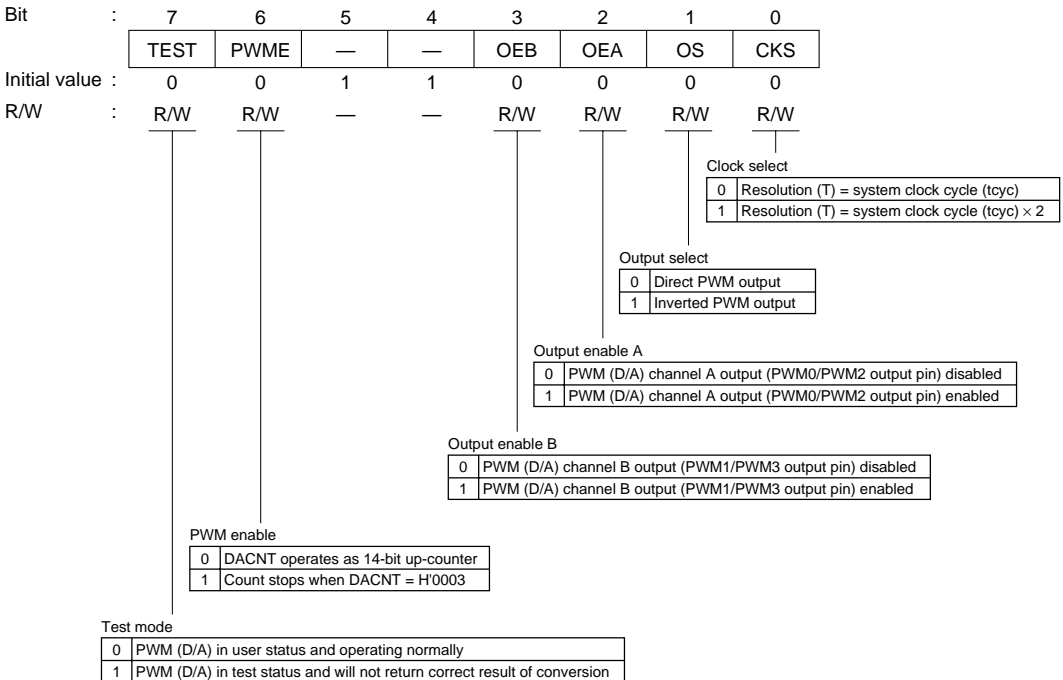 Bit : 7 6 5 4 3 2 1 0
TEST PWME — — OEB OEA OS CKS
Initial value : 0 0 1 1 0 0 0 0
R/W : R/W R/W — — R/W R/W R/W R/W
Clock select
0 Resolution (T) = system clock cycle (tcyc)
1 Resolution (T) = system clock cycle (tcyc) × 2
Output select
0 Direct PWM output
1 Inverted PWM output
Output enable A
0 PWM (D/A) channel A output (PWM0/PWM2 output pin) disabled
1 PWM (D/A) channel A output (PWM0/PWM2 output pin) enabled
Output enable B
0 PWM (D/A) channel B output (PWM1/PWM3 output pin) disabled
1 PWM (D/A) channel B output (PWM1/PWM3 output pin) enabled
PWM enable
0 DACNT operates as 14-bit up-counter
1 Count stops when DACNT = H'0003
Test mode
0 PWM (D/A) in user status and operating normally
1 PWM (D/A) in test status and will not return correct result of conversion